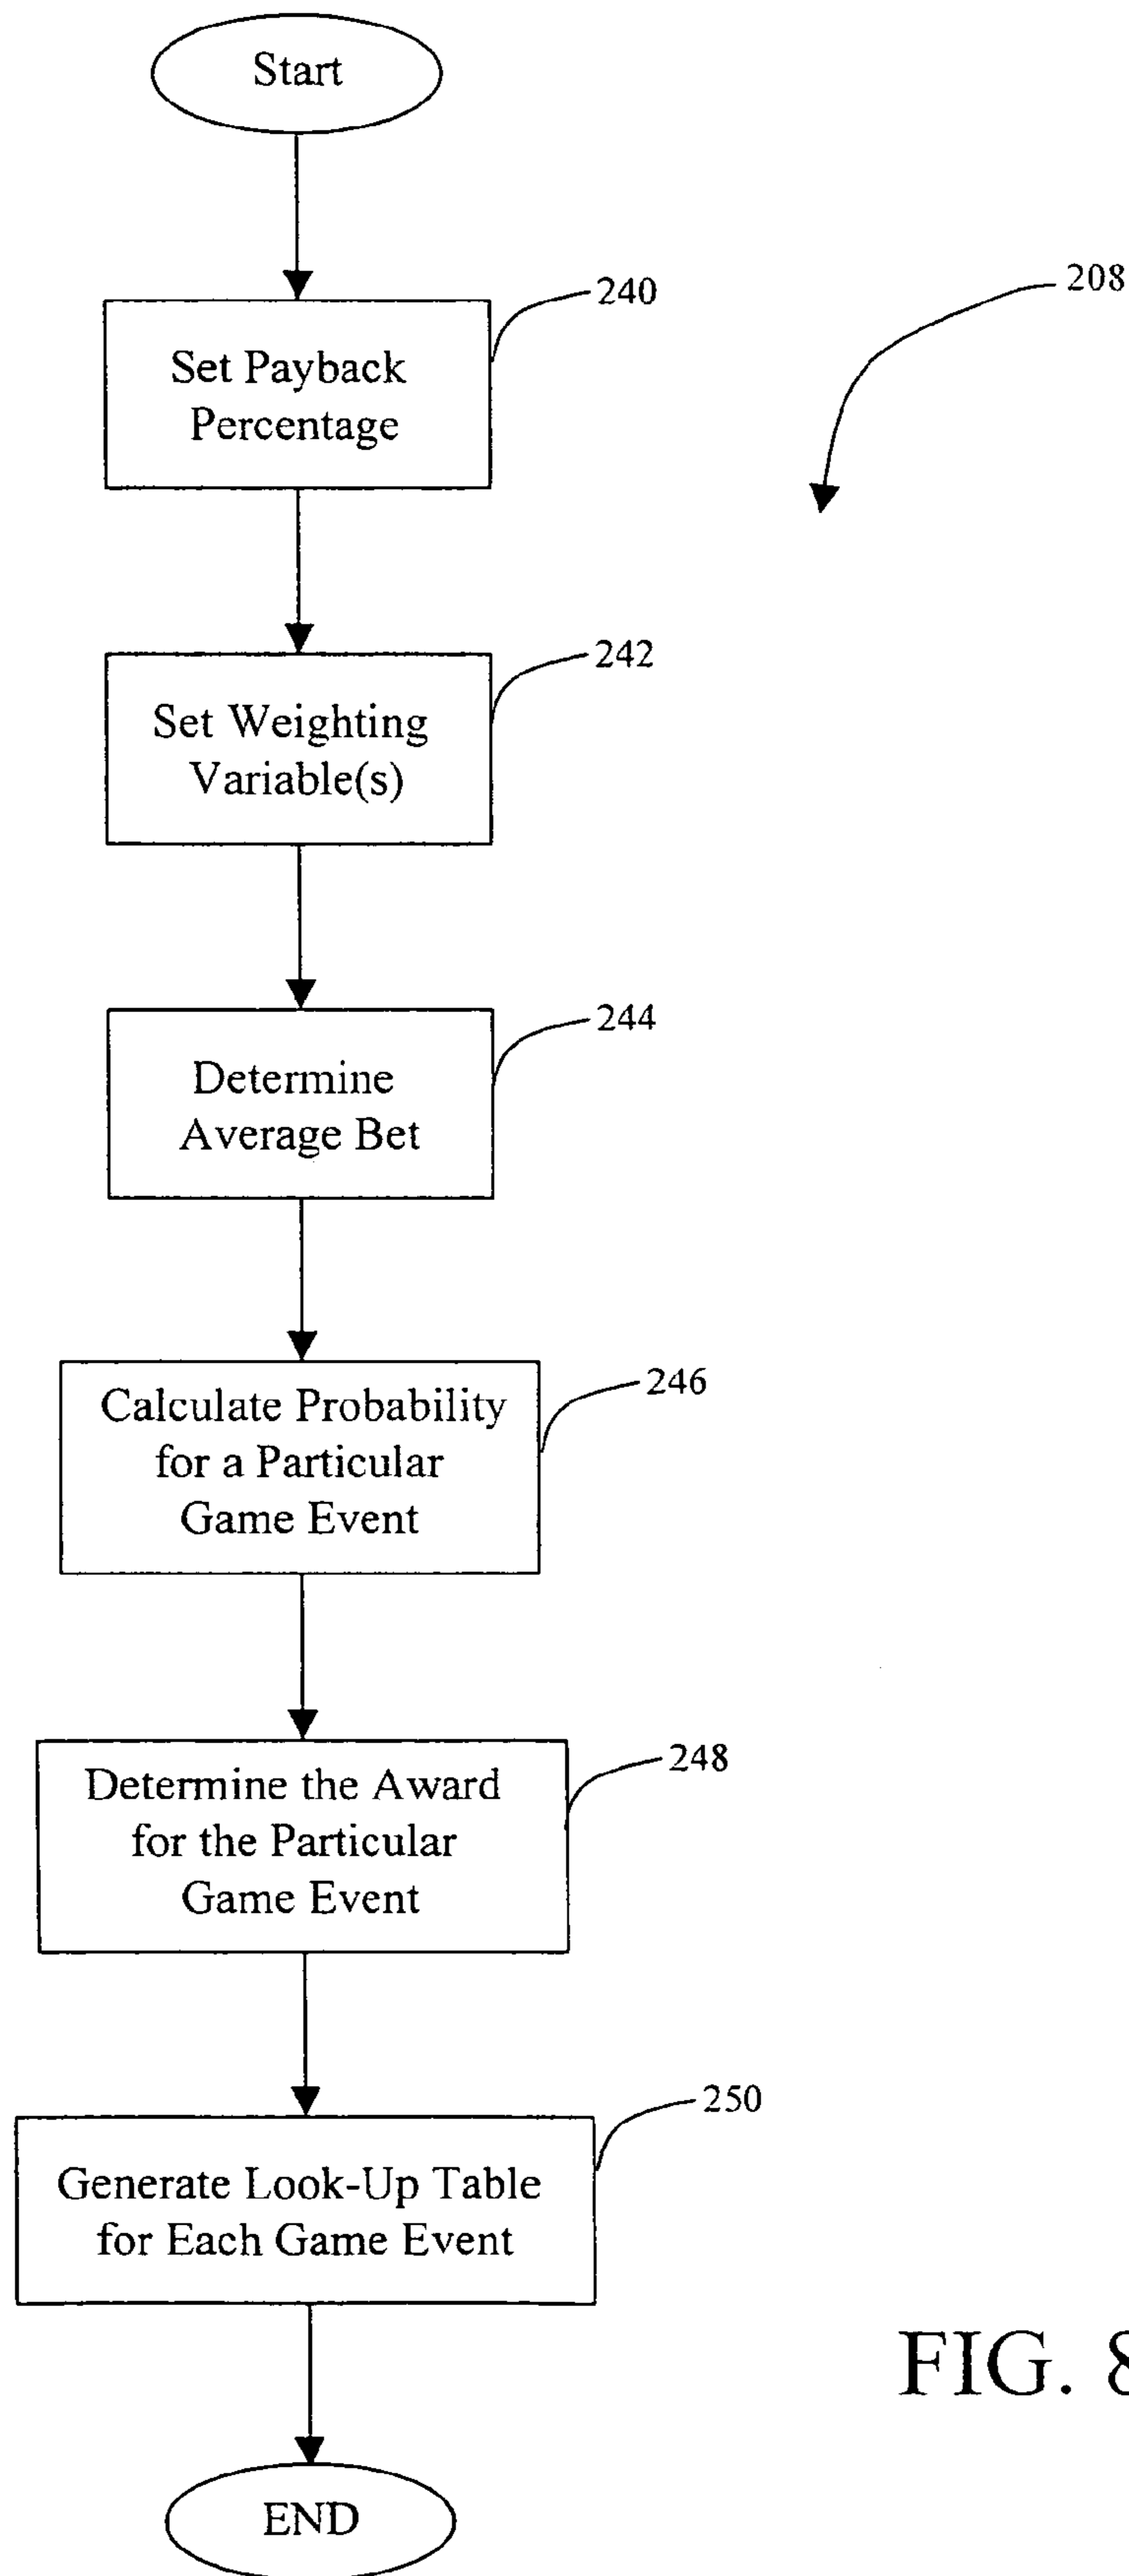 Start
240
208
Set Payback
Percentage
242
Set Weighting
Variable(s)
244
Determine
Average Bet
246
Calculate Probability
for a Particular
Game Event
248
Determine the Award
for the Particular
Game Event
250
Generate Look-Up Table
for Each Game Event
FIG. 8
END